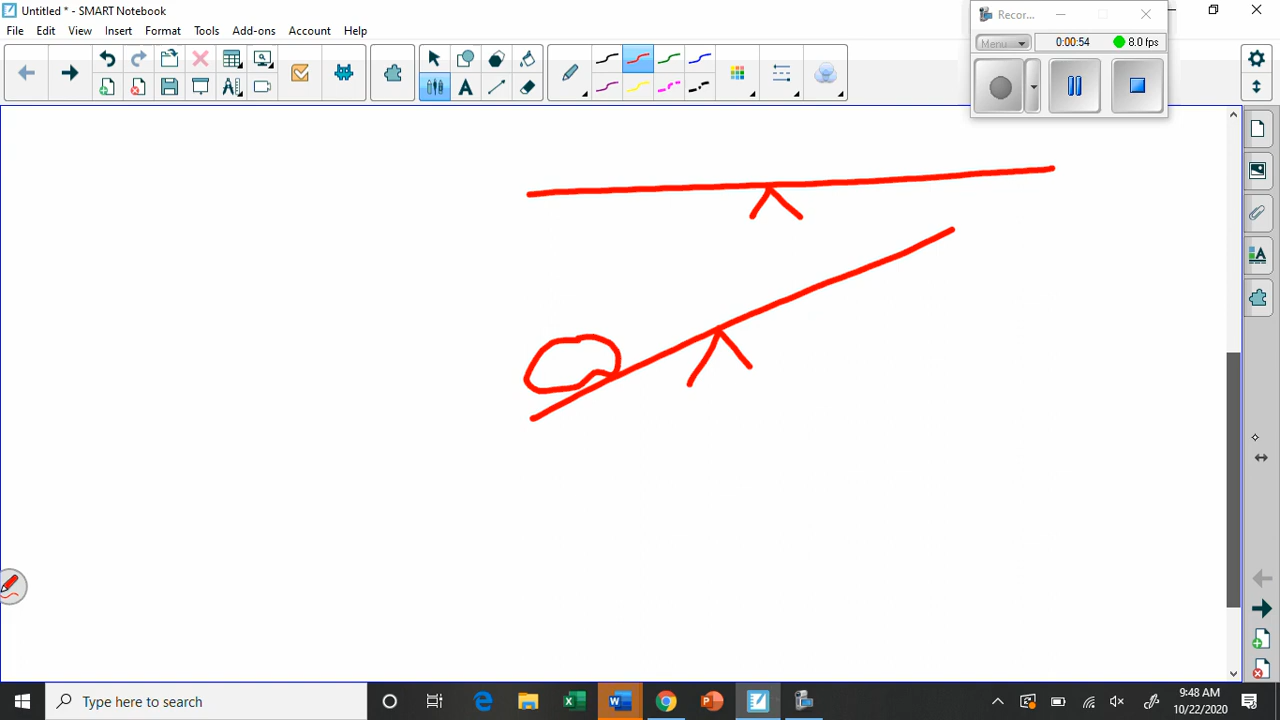 Untitled * - SMART Notebook
File Edit View Insert Format Tools Add-ons Account Help
Recor...
Menu 0:00:54 8.0 fps
A
Type here to search
9:48 AM
10/22/2020